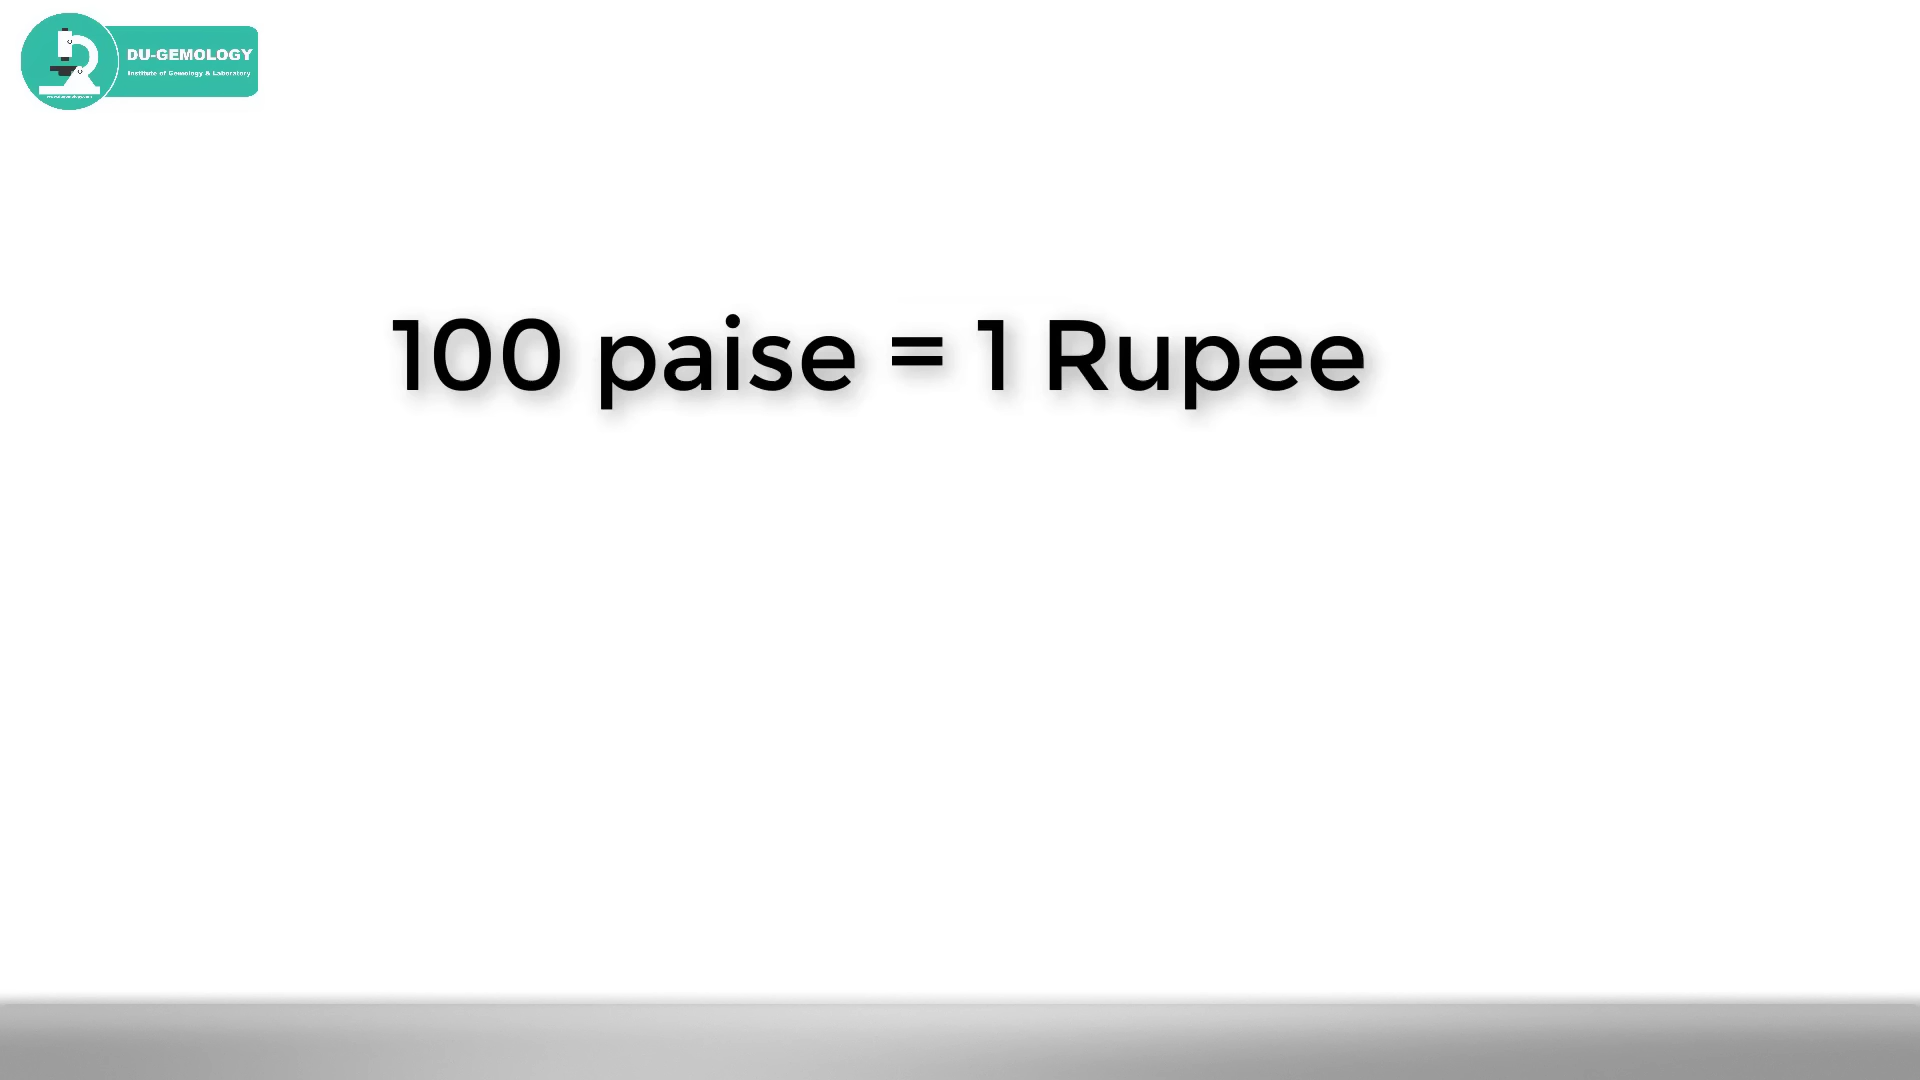 DU-GEMOLOGY
Institute of Gemology & Laboratory
100 paise = 1 Rupee